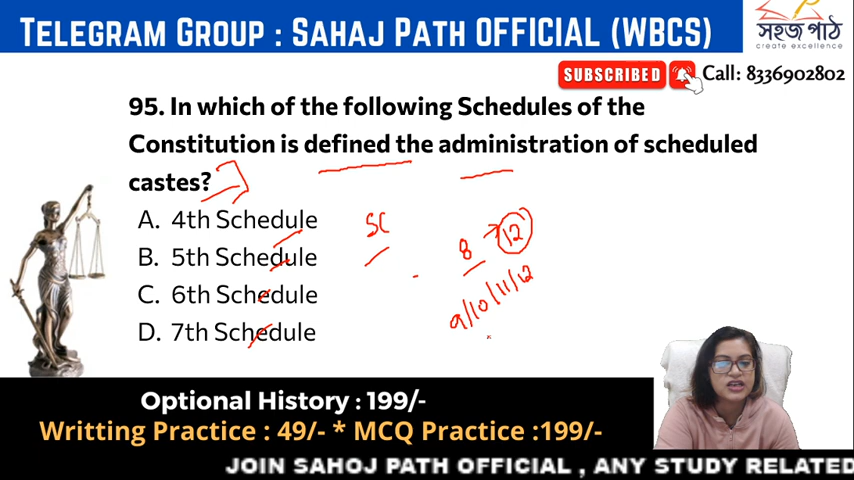 TELEGRAM GROUP : SAHAJ PATH OFFICIAL (WBCS)
সহজ পাঠ
create excellence
SUBSCRIBED
Call: 8336902802
95. In which of the following Schedules of the
Constitution is defined the administration of scheduled
castes?
A. 4th Schedule
B. 5th Schedule
C. 6th Schedule
D. 7th Schedule
SC
8 → 12
9/10/11/12
Optional History : 199/-
Writting Practice : 49/- * MCQ Practice :199/-
JOIN SAHOJ PATH OFFICIAL , ANY STUDY RELATED